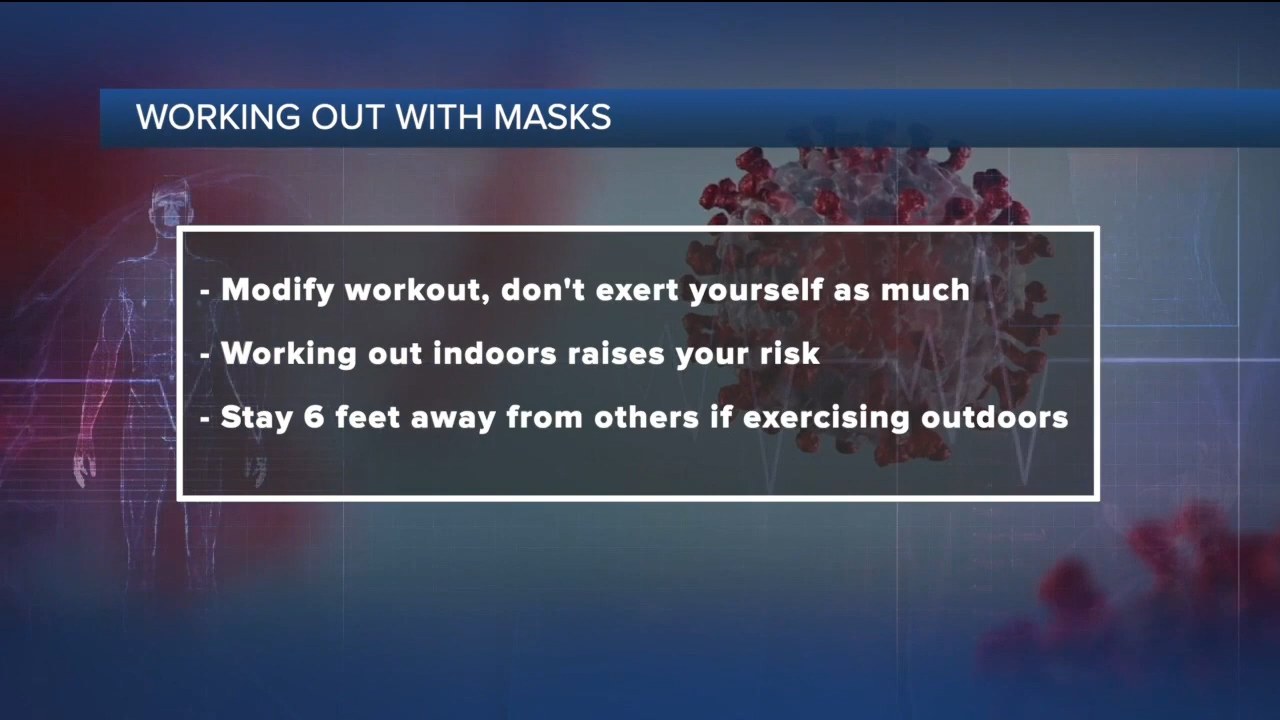 WORKING OUT WITH MASKS
- Modify workout, don't exert yourself as much
- Working out indoors raises your risk
- Stay 6 feet away from others if exercising outdoors